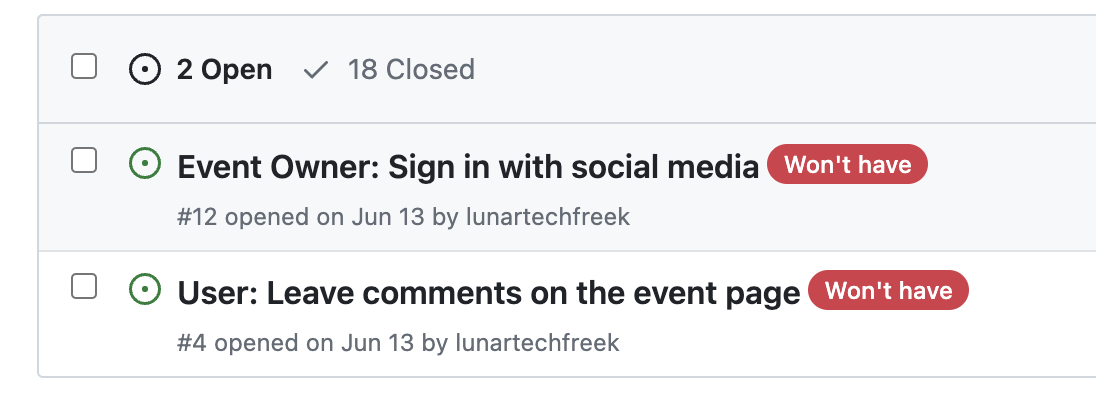 2 Open 18 Closed
Event Owner: Sign in with social media Won't have
#12 opened on Jun 13 by lunartechfreek
User: Leave comments on the event page Won't have
#4 opened on Jun 13 by lunartechfreek